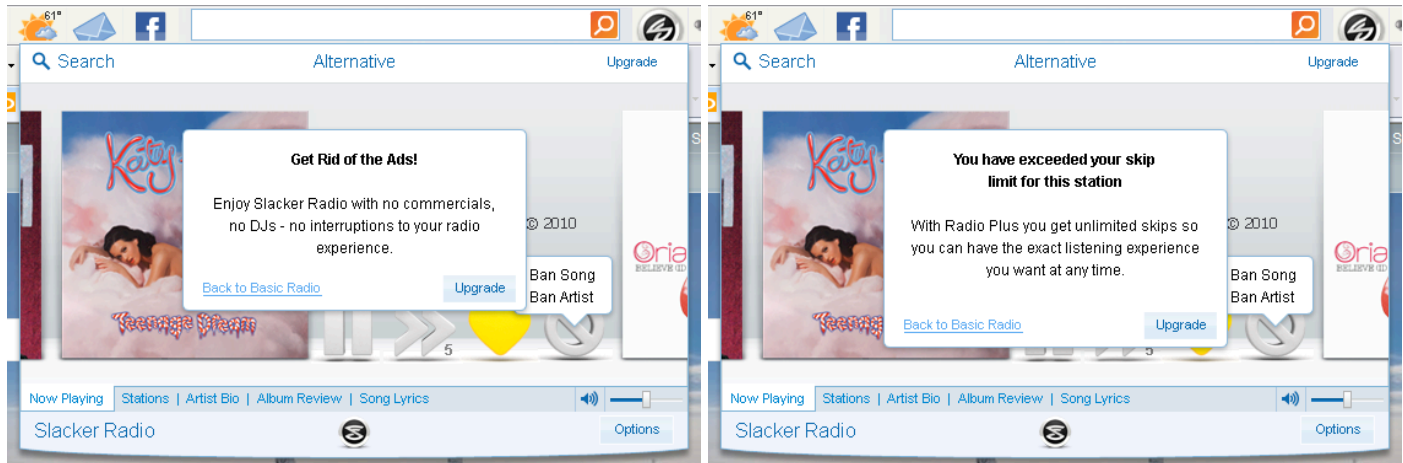 61°
Search
Alternative
Upgrade
Katy
Get Rid of the Ads!
Enjoy Slacker Radio with no commercials,
no DJs - no interruptions to your radio
experience.
Back to Basic Radio
Upgrade
© 2010
Oria
BELIEVE (D
Ban Song
Ban Artist
Teenage Dream
5
Now Playing
Stations | Artist Bio | Album Review | Song Lyrics
Slacker Radio
Options
61°
Search
Alternative
Upgrade
Katy
You have exceeded your skip
limit for this station
With Radio Plus you get unlimited skips so
you can have the exact listening experience
you want at any time.
Back to Basic Radio
Upgrade
© 2010
Oria
BELIEVE (D
Ban Song
Ban Artist
Teenage Dream
5
Now Playing
Stations | Artist Bio | Album Review | Song Lyrics
Slacker Radio
Options